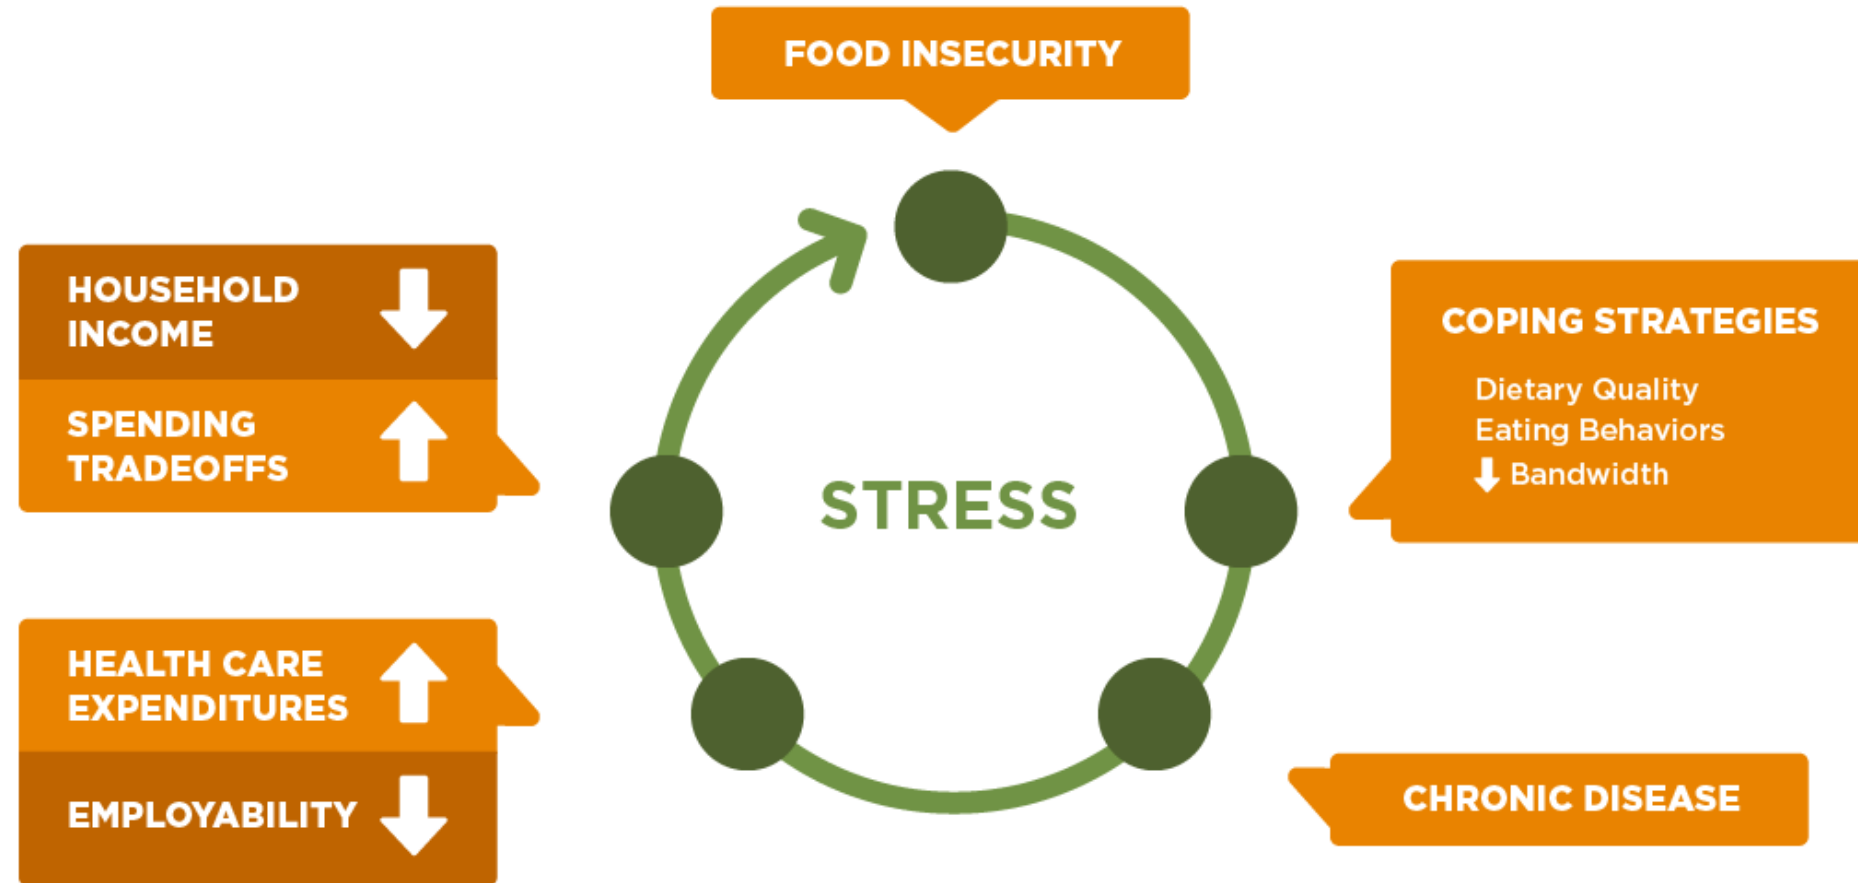 FOOD INSECURITY
HOUSEHOLD
INCOME
SPENDING
TRADEOFFS
STRESS
COPING STRATEGIES
Dietary Quality
Eating Behaviors
Bandwidth
HEALTH CARE
EXPENDITURES
EMPLOYABILITY
CHRONIC DISEASE